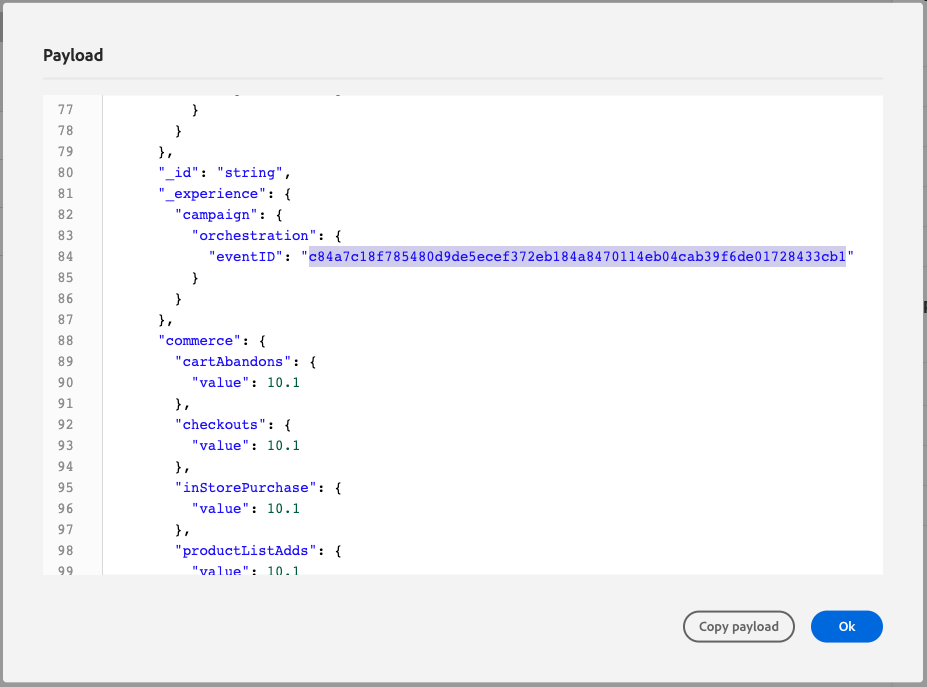 Payload
77 }
78 }
79 },
80 "_id": "string",
81 "_experience": {
82 "campaign": {
83 "orchestration": {
84 "eventID": "c84a7c18f785480d9de5ecef372eb184a8470114eb04cab39f6de01728433cb1"
85 }
86 }
87 },
88 "commerce": {
89 "cartAbandons": {
90 "value": 10.1
91 },
92 "checkouts": {
93 "value": 10.1
94 },
95 "inStorePurchase": {
96 "value": 10.1
97 },
98 "productListAdds": {
99 "value": 10.1
Copy payload
Ok